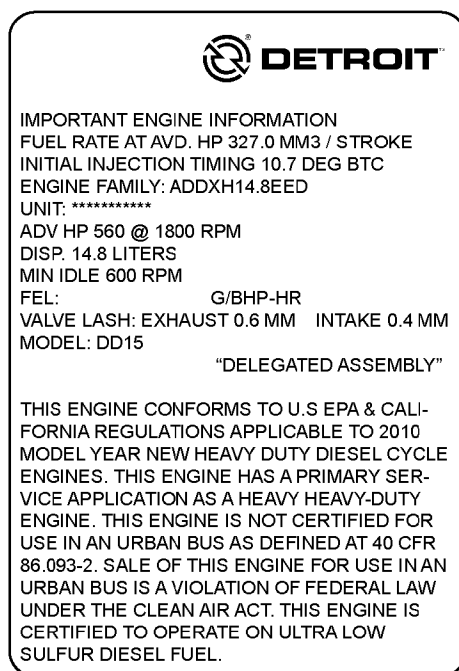 DETROIT™
IMPORTANT ENGINE INFORMATION
FUEL RATE AT AVD. HP 327.0 MM3 / STROKE
INITIAL INJECTION TIMING 10.7 DEG BTC
ENGINE FAMILY: ADDXH14.8EED
UNIT: ***********
ADV HP 560 @ 1800 RPM
DISP. 14.8 LITERS
MIN IDLE 600 RPM
FEL: G/BHP-HR
VALVE LASH: EXHAUST 0.6 MM INTAKE 0.4 MM
MODEL: DD15
“DELEGATED ASSEMBLY”
THIS ENGINE CONFORMS TO U.S EPA & CALI-
FORNIA REGULATIONS APPLICABLE TO 2010
MODEL YEAR NEW HEAVY DUTY DIESEL CYCLE
ENGINES. THIS ENGINE HAS A PRIMARY SER-
VICE APPLICATION AS A HEAVY HEAVY-DUTY
ENGINE. THIS ENGINE IS NOT CERTIFIED FOR
USE IN AN URBAN BUS AS DEFINED AT 40 CFR
86.093-2. SALE OF THIS ENGINE FOR USE IN AN
URBAN BUS IS A VIOLATION OF FEDERAL LAW
UNDER THE CLEAN AIR ACT. THIS ENGINE IS
CERTIFIED TO OPERATE ON ULTRA LOW
SULFUR DIESEL FUEL.